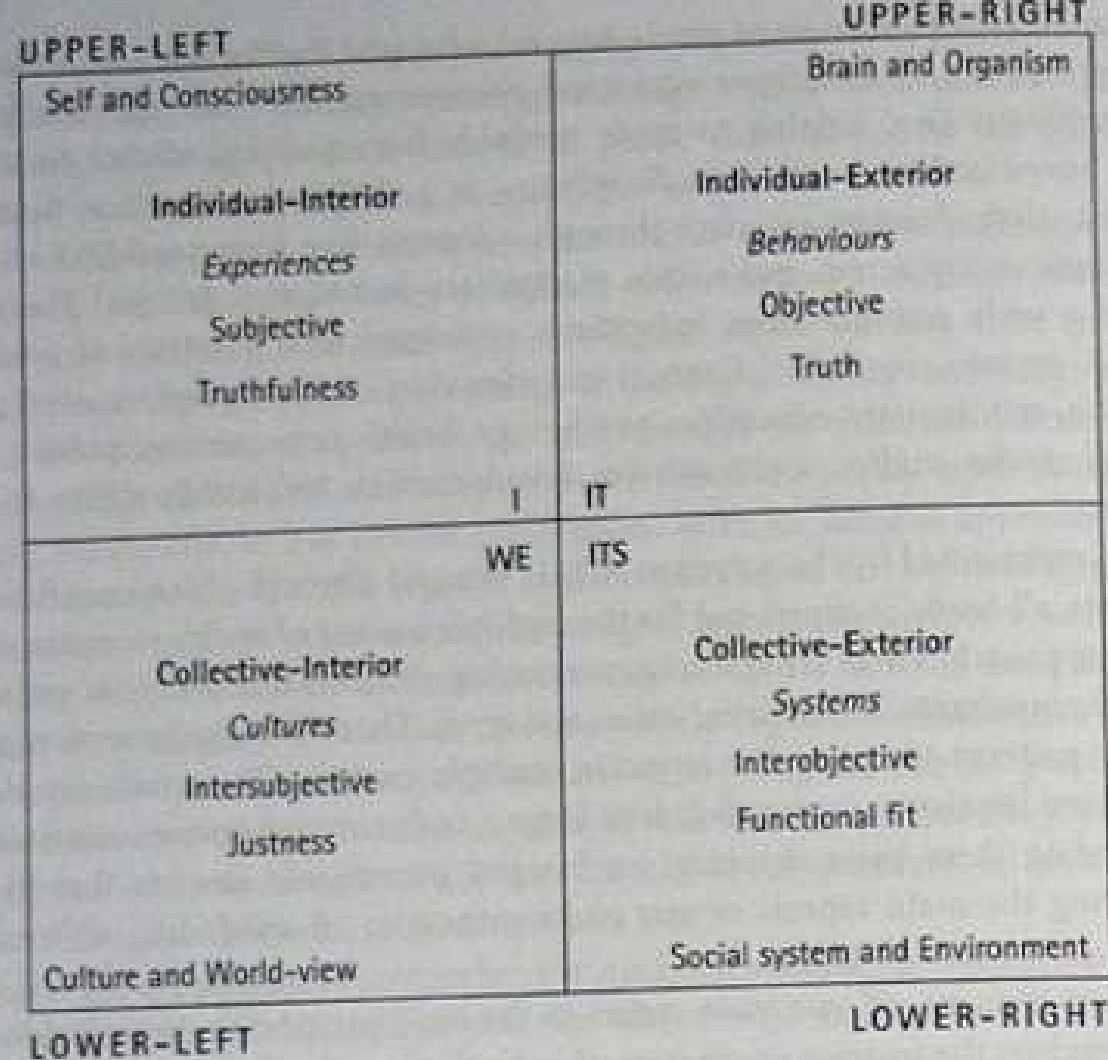 UPPER-LEFT
UPPER-RIGHT
Self and Consciousness
Individual-Interior
Experiences
Subjective
Truthfulness
I
Brain and Organism
Individual-Exterior
Behaviours
Objective
Truth
IT
WE
Collective-Interior
Cultures
Intersubjective
Justness
Culture and World-view
ITS
Collective-Exterior
Systems
Interobjective
Functional fit
Social system and Environment
LOWER-LEFT
LOWER-RIGHT